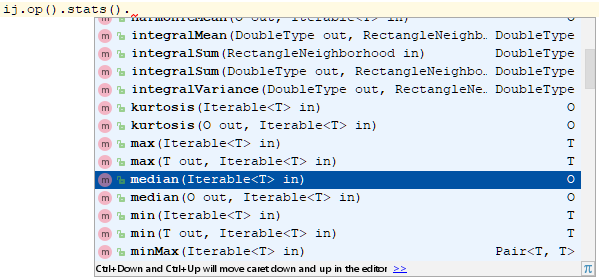 ij.op().stats().
harmonicMean(O out, Iterable<T> in) O
integralMean(DoubleType out, RectangleNeighb… DoubleType
integralSum(RectangleNeighborhood in) DoubleType
integralSum(DoubleType out, RectangleNeighbo… DoubleType
integralVariance(DoubleType out, RectangleNe… DoubleType
kurtosis(Iterable<T> in) O
kurtosis(O out, Iterable<T> in) O
max(Iterable<T> in) T
max(T out, Iterable<T> in) T
median(Iterable<T> in) O
median(O out, Iterable<T> in) O
min(Iterable<T> in) T
min(T out, Iterable<T> in) T
minMax(Iterable<T> in) Pair<T, T>
Ctrl+Down and Ctrl+Up will move caret down and up in the editor >> π